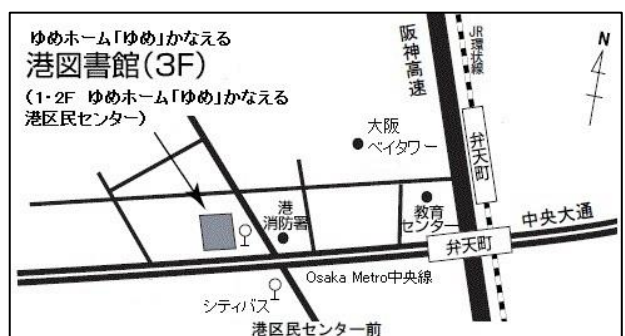 ゆめホーム「ゆめ」かなえる
港図書館(3F)
(1・2F ゆめホーム「ゆめ」かなえる
港区民センター)
阪神高速
JR環状線
N
大阪
ベイタワー
弁天町
港
消防署
教育
センター
中央大通
弁天町
Osaka Metro中央線
シティバス
港区民センター前